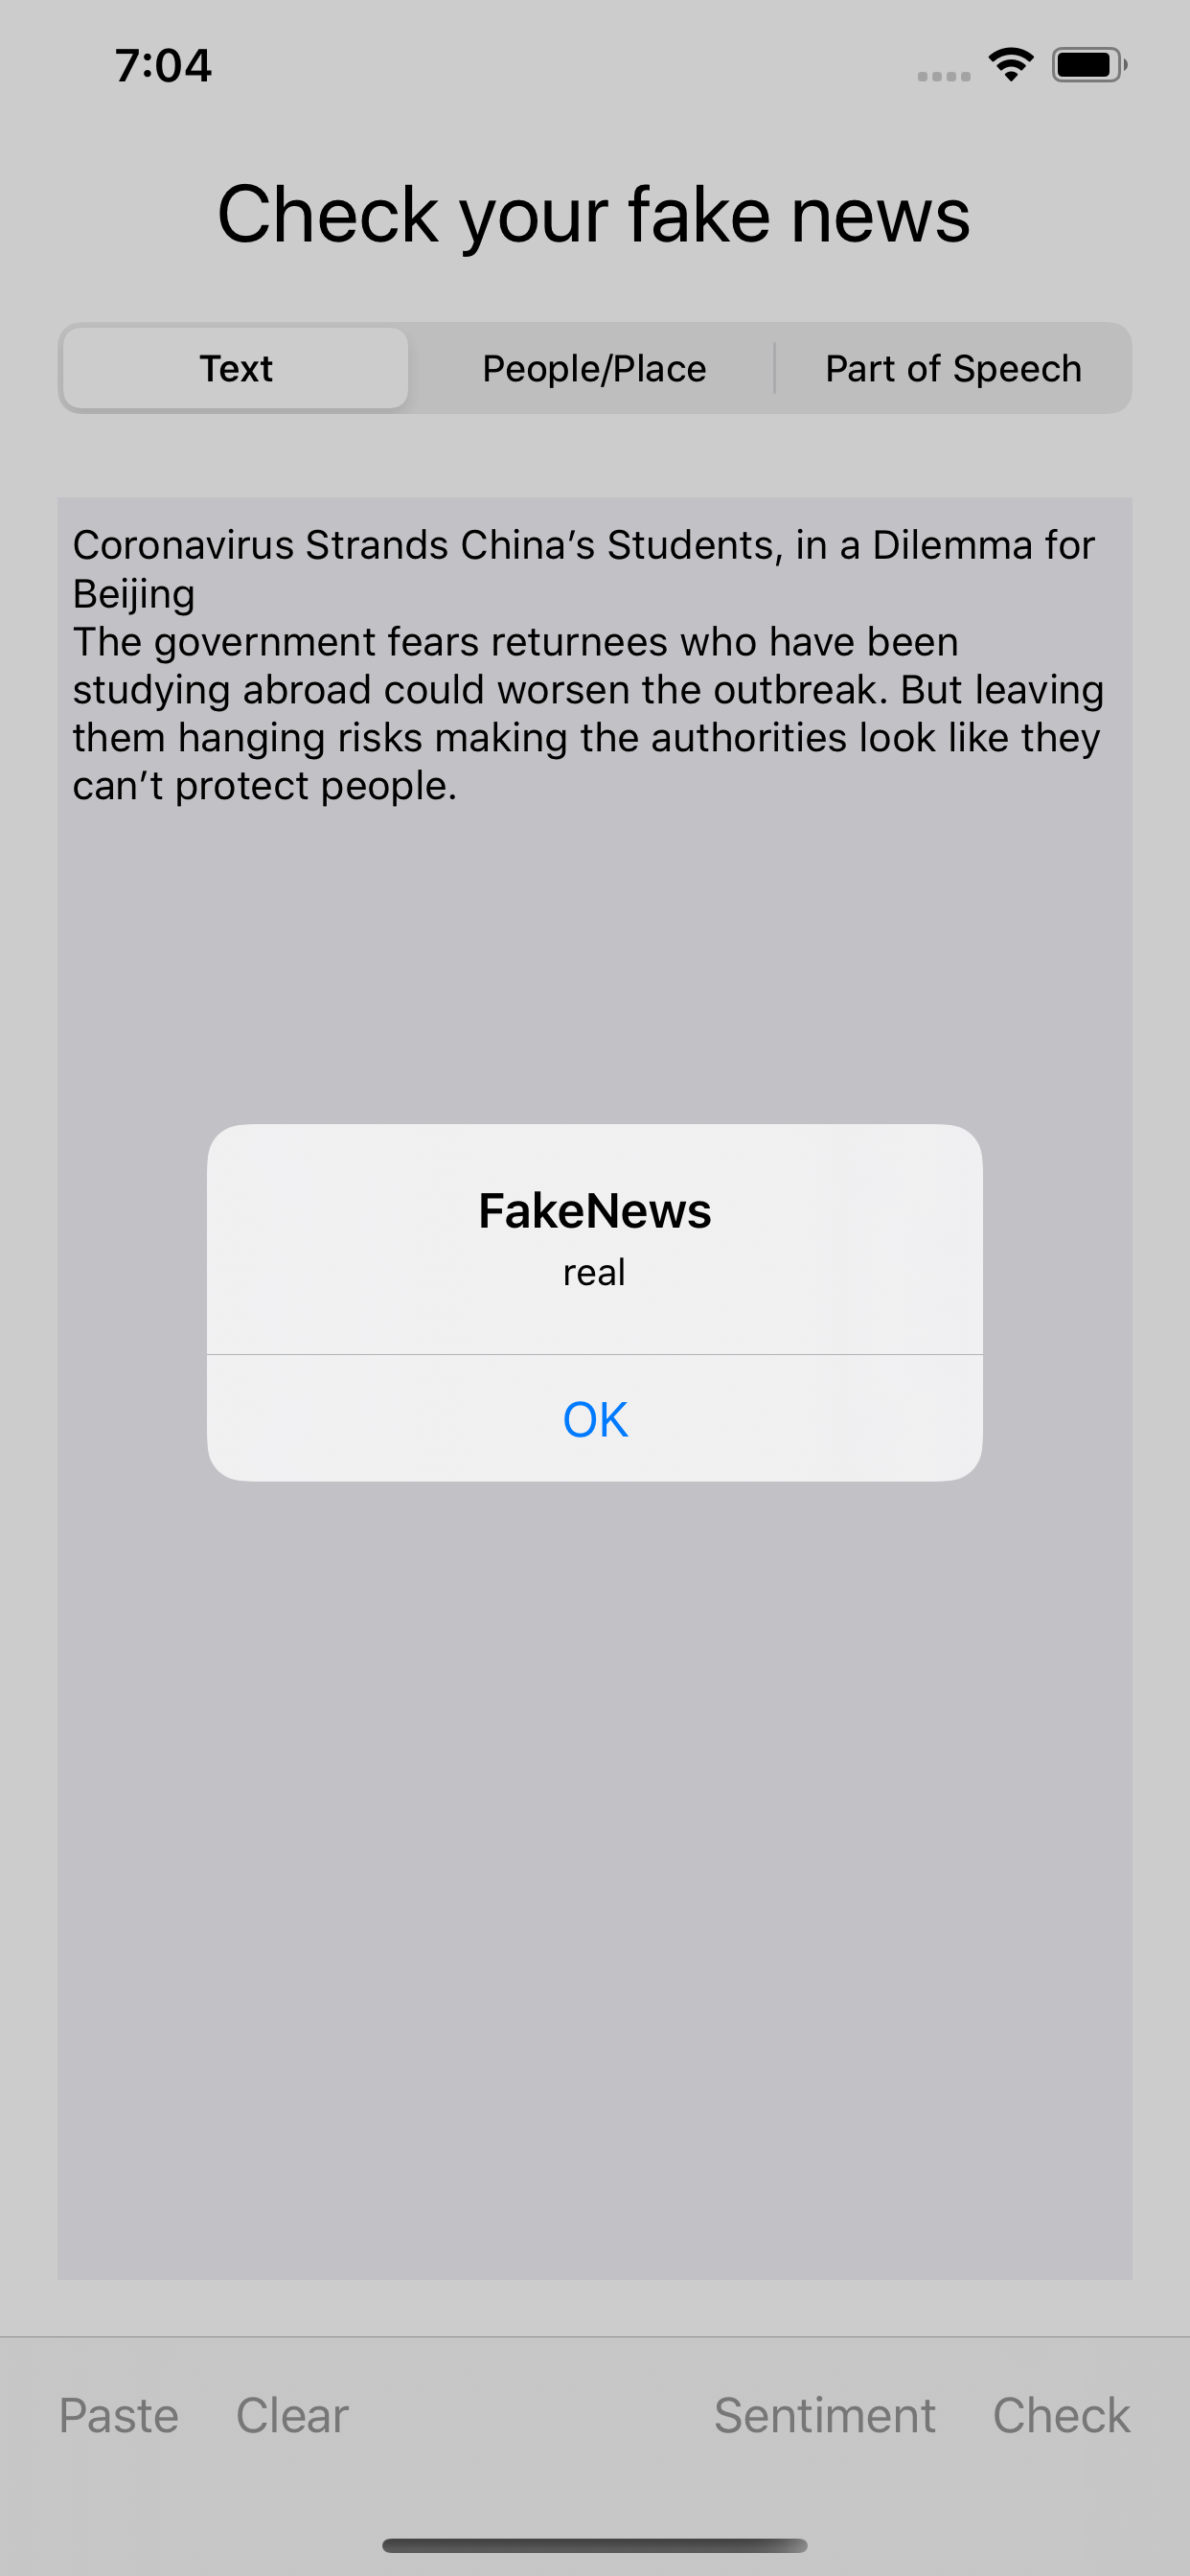 7:04
Check your fake news
Text
People/Place
Part of Speech
Coronavirus Strands China’s Students, in a Dilemma for
Beijing
The government fears returnees who have been
studying abroad could worsen the outbreak. But leaving
them hanging risks making the authorities look like they
can’t protect people.
FakeNews
real
OK
Paste
Clear
Sentiment
Check